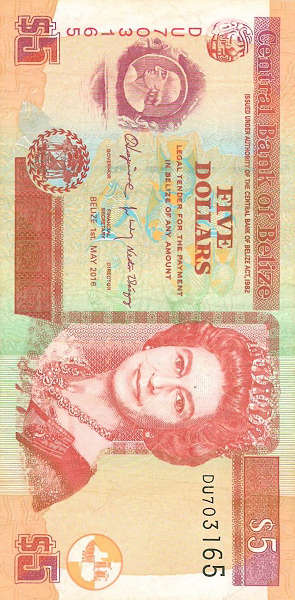 $5
Central Bank of Belize
ISSUED UNDER AUTHORITY OF THE CENTRAL BANK OF BELIZE ACT, 1982
$5
DU703165
FIVE
DOLLARS
LEGAL TENDER FOR THE PAYMENT
IN BELIZE OF ANY AMOUNT
GOVERNOR
FINANCIAL SECRETARY
DIRECTOR
BELIZE 1st. MAY 2016
DU703165
$5
$5